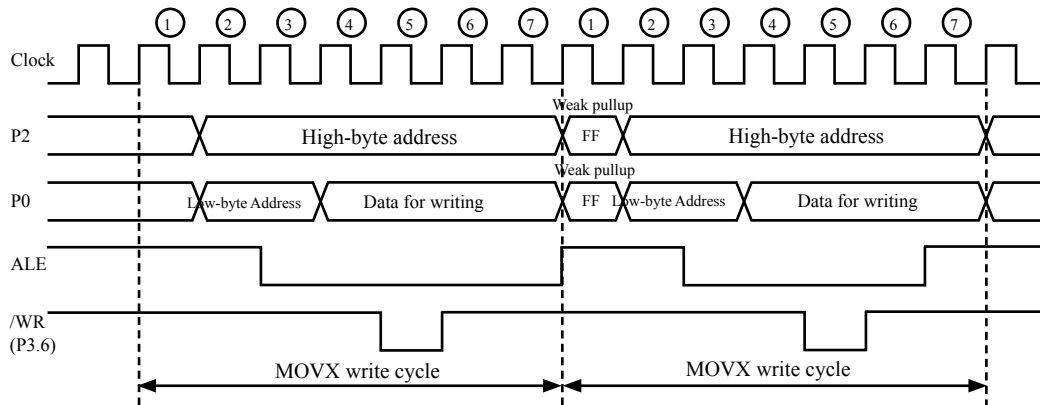 1 2 3 4 5 6 7 1 2 3 4 5 6 7
Clock
Weak pullup
P2 High-byte address FF High-byte address
Weak pullup
P0 Low-byte Address Data for writing FF Low-byte Address Data for writing
ALE
/WR
(P3.6)
MOVX write cycle MOVX write cycle